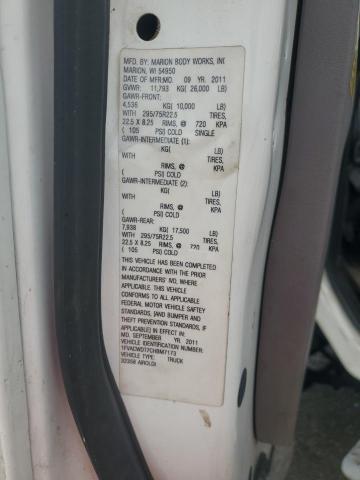 MFD. BY: MARION BODY WORKS, INC
MARION, WI 54950
DATE OF MFD.: MO. 09 YR. 2011
GVWR: 11,793 KG( 26,000 LB)
GAWR-FRONT:
4,536 KG( 10,000 LB)
WITH 295/75R22.5 TIRES,
22.5 X 8.25 RIMS, @ 720 KPA
( 105 PSI) COLD SINGLE
GAWR-INTERMEDIATE (1):
KG( LB)
WITH TIRES,
RIMS, @ KPA
( PSI) COLD
GAWR-INTERMEDIATE (2):
KG( LB)
WITH TIRES,
RIMS, @ KPA
( PSI) COLD
GAWR-REAR:
7,938 KG( 17,500 LB)
WITH 295/75R22.5 TIRES,
22.5 X 8.25 RIMS, @ 720 KPA
( 105 PSI) COLD
THIS VEHICLE HAS BEEN COMPLETED
IN ACCORDANCE WITH THE PRIOR
MANUFACTURERS' IVD, WHERE
APPLICABLE. THIS VEHICLE
CONFORMS TO ALL APPLICABLE
FEDERAL MOTOR VEHICLE SAFTEY
STANDARDS, [AND BUMPER AND
THEFT PREVENTION STANDARDS,
IF APPLICABLE] IN EFFECT IN
MO. SEPTEMBER YR. 2011
VEHICLE IDENTIFICATION NUMBER:
1FVACWDT7CHBM7173
VEHICLE TYPE: TRUCK